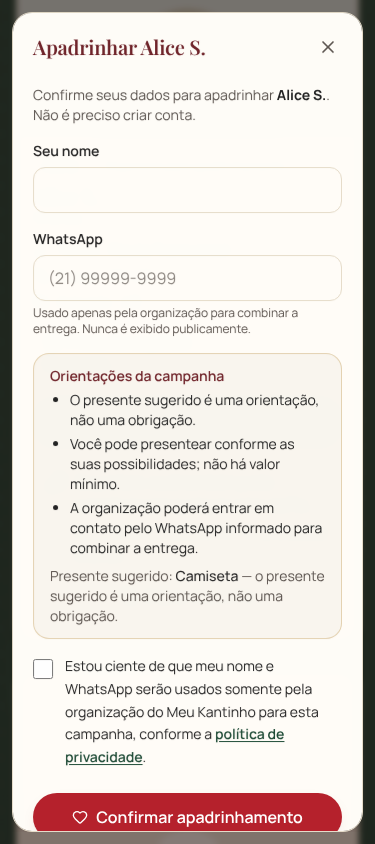 Apadrinhar Alice S.
Confirme seus dados para apadrinhar Alice S..
Não é preciso criar conta.
Seu nome
WhatsApp
(21) 99999-9999
Usado apenas pela organização para combinar a
entrega. Nunca é exibido publicamente.
Orientações da campanha
• O presente sugerido é uma orientação,
não uma obrigação.
• Você pode presentear conforme as
suas possibilidades; não há valor
mínimo.
• A organização poderá entrar em
contato pelo WhatsApp informado para
combinar a entrega.
Presente sugerido: Camiseta — o presente
sugerido é uma orientação, não uma
obrigação.
Estou ciente de que meu nome e
WhatsApp serão usados somente pela
organização do Meu Kantinho para esta
campanha, conforme a política de
privacidade.
Confirmar apadrinhamento